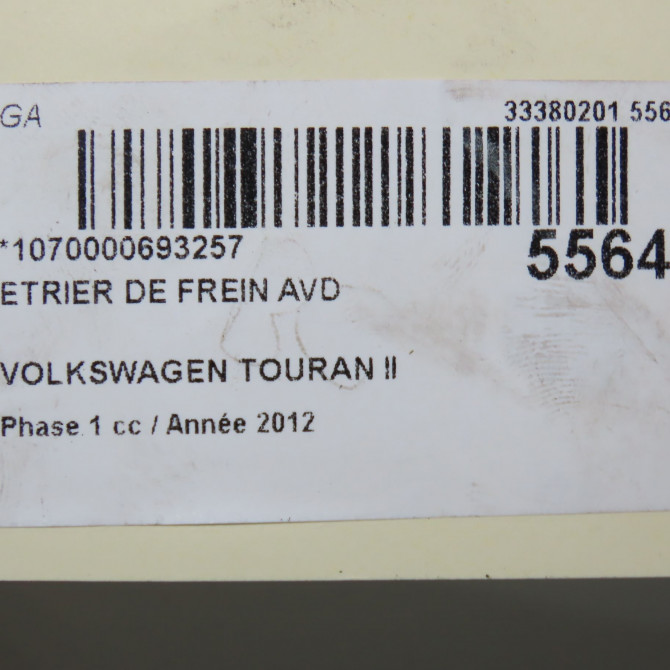 GA 33380201 556
*1070000693257
5564
ETRIER DE FREIN AVD
VOLKSWAGEN TOURAN II
Phase 1 cc / Année 2012